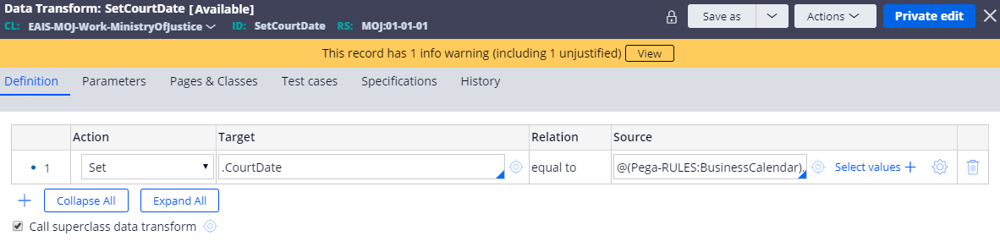 Data Transform: SetCourtDate [Available]
CL: EAIS-MOJ-Work-MinistryOfJustice ID: SetCourtDate RS: MOJ:01-01-01
Save as Actions Private edit
This record has 1 info warning (including 1 unjustified) View
Definition Parameters Pages & Classes Test cases Specifications History
Action Target Relation Source
1 Set .CourtDate equal to @(Pega-RULES:BusinessCalendar). Select values
Collapse All Expand All
Call superclass data transform